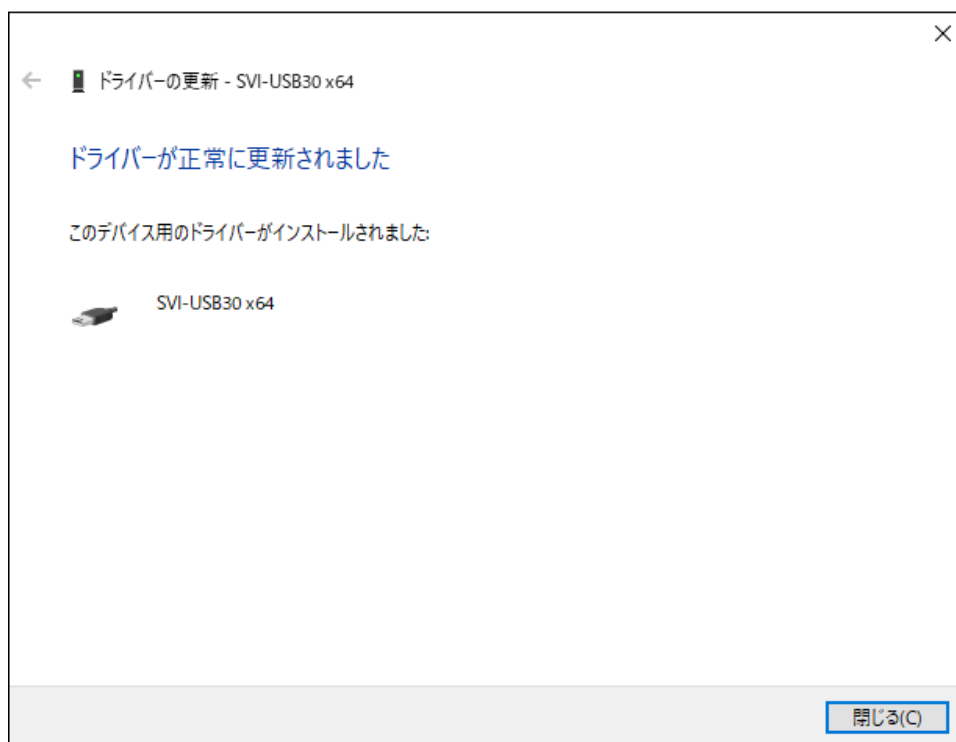 ドライバーの更新 - SVI-USB30 x64
ドライバーが正常に更新されました
このデバイス用のドライバーがインストールされました:
SVI-USB30 x64
閉じる(C)